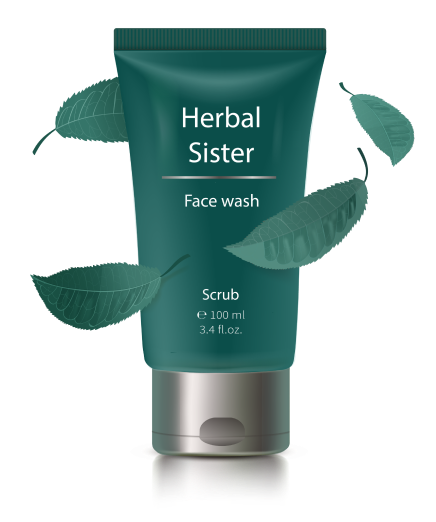 Herbal
Sister
Face wash
Scrub
℮ 100 ml
3.4 fl.oz.